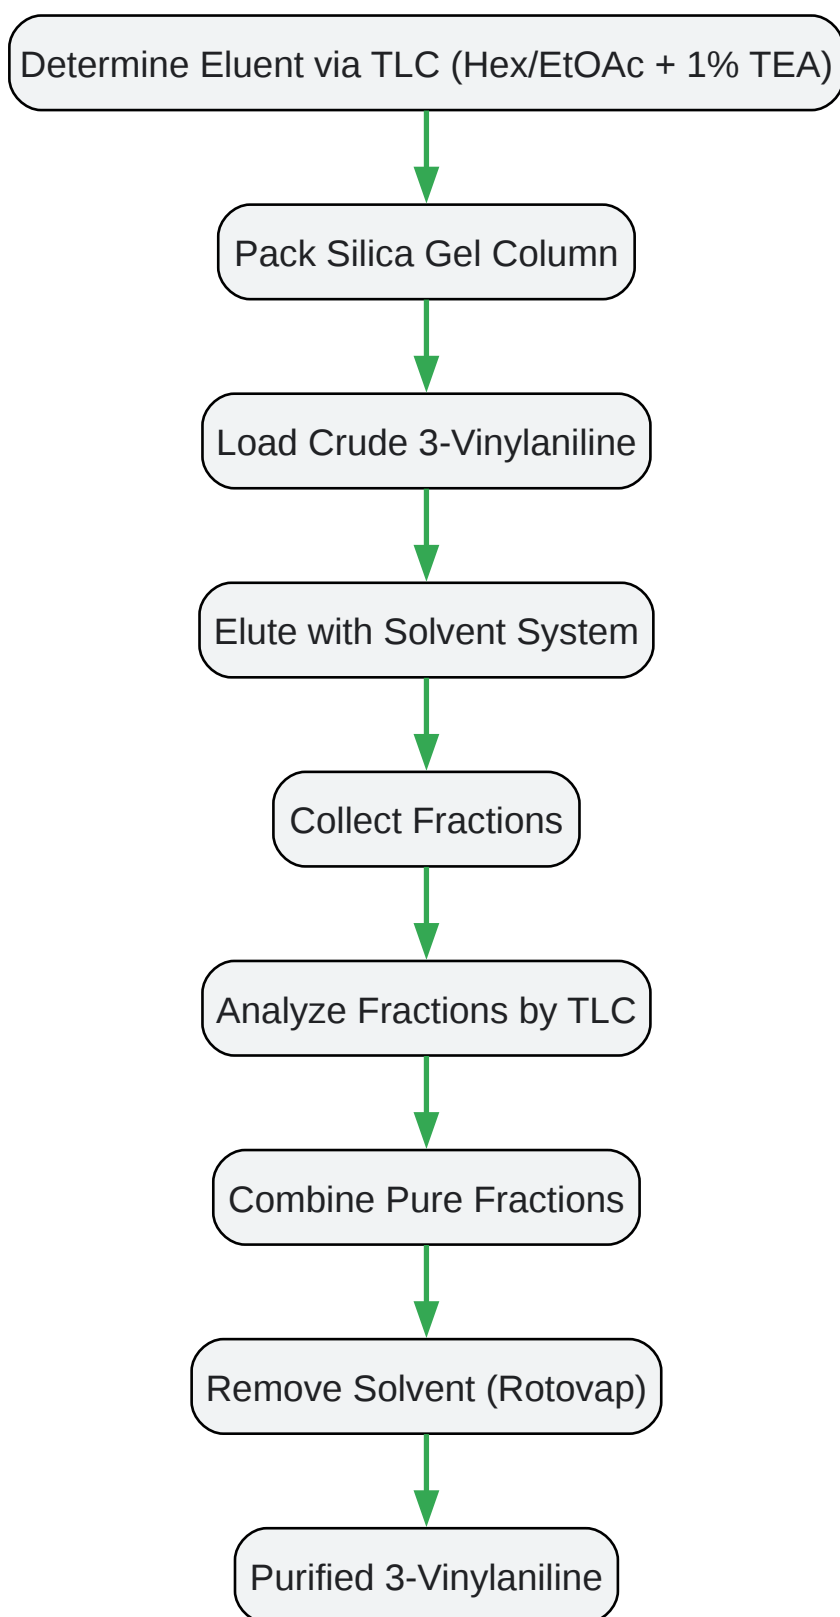 Determine Eluent via TLC (Hex/EtOAc + 1% TEA)
Pack Silica Gel Column
Load Crude 3-Vinylaniline
Elute with Solvent System
Collect Fractions
Analyze Fractions by TLC
Combine Pure Fractions
Remove Solvent (Rotovap)
Purified 3-Vinylaniline